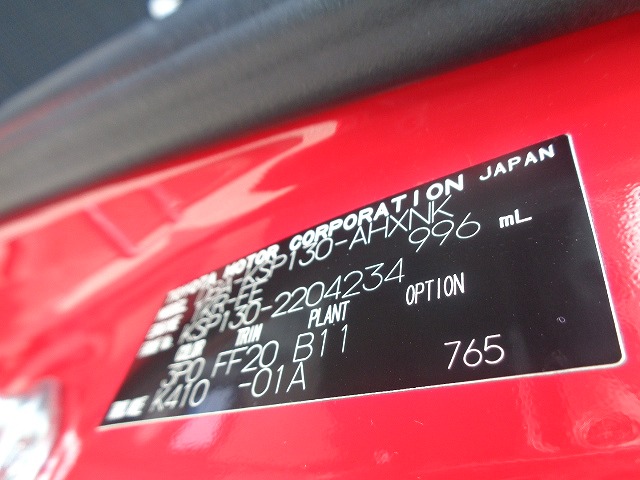 TOYOTA MOTOR CORPORATION JAPAN
DBA-KSP130-AHXNK
1KR-FE 996 mL
KSP130-2204234
TRIM PLANT OPTION
3P0 FF20 B11
K410 -01A 765